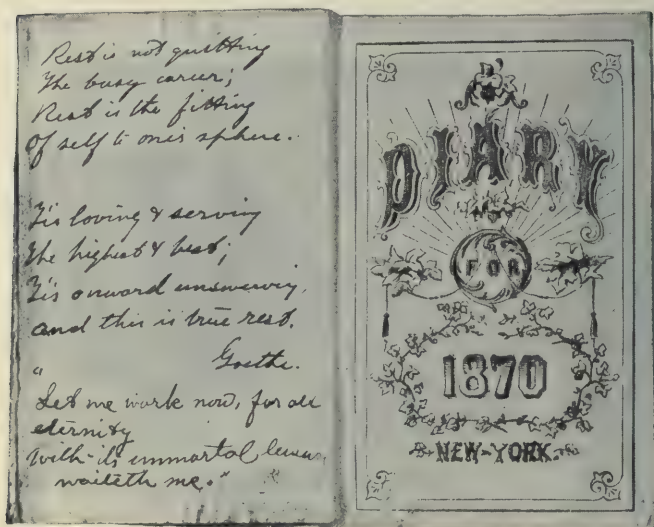 Rest is not quitting
The busy career;
Rest is the fitting
Of self to one's sphere.
'Tis loving & serving
The highest & best;
'Tis onward unswerving,
and this is true rest.
Goethe.
"
Let me work now, for all
eternity
With its immortal leisure
waiteth me."
DIARY
FOR
1870
NEW-YORK.